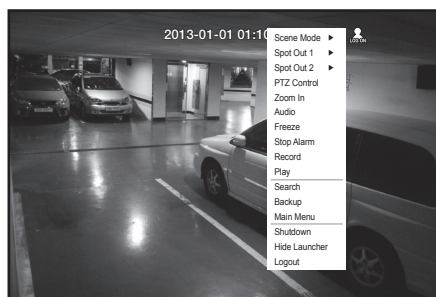 2013-01-01 01:10
LOG ON
Scene Mode ►
Spot Out 1 ►
Spot Out 2 ►
PTZ Control
Zoom In
Audio
Freeze
Stop Alarm
Record
Play
Search
Backup
Main Menu
Shutdown
Hide Launcher
Logout